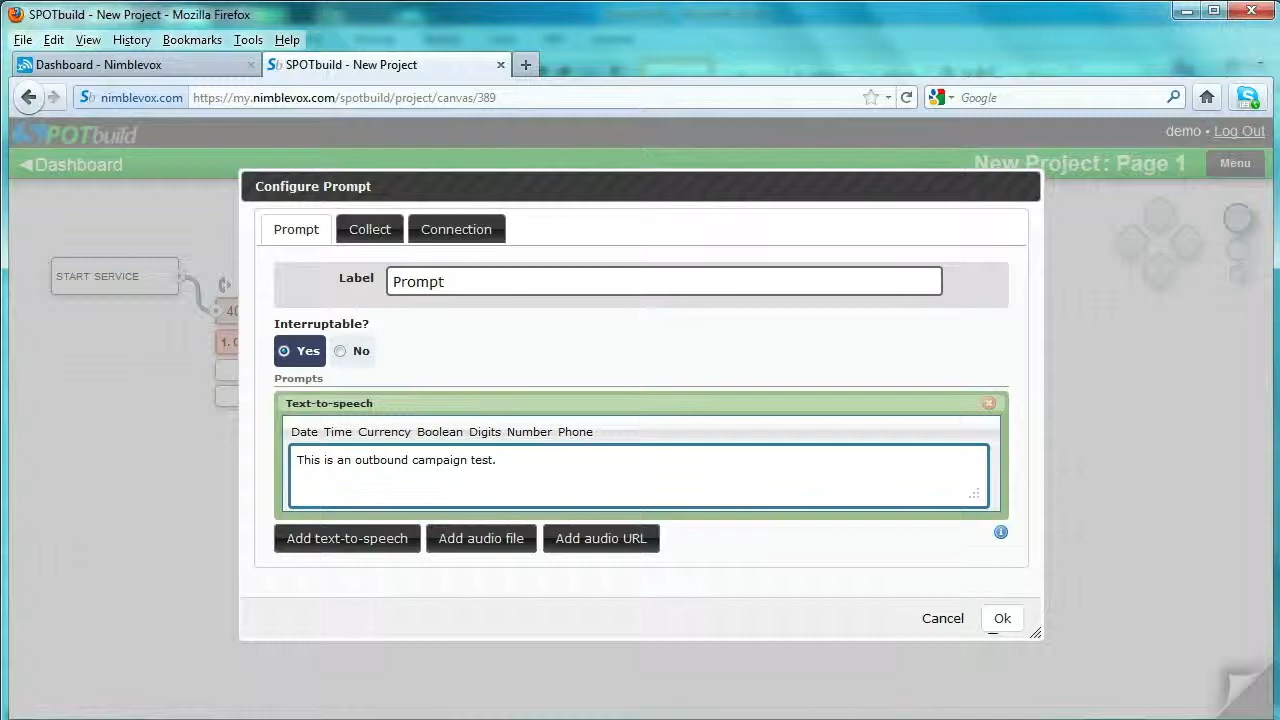 SPOTbuild - New Project - Mozilla Firefox
File Edit View History Bookmarks Tools Help
Dashboard - Nimblevox
Sb SPOTbuild - New Project
Sb nimblevox.com https://my.nimblevox.com/spotbuild/project/canvas/389
Google
SPOTbuild
demo • Log Out
Dashboard
New Project: Page 1
Menu
Configure Prompt
Prompt Collect Connection
START SERVICE
Label Prompt
Interruptable?
Yes No
Prompts
Text-to-speech
Date Time Currency Boolean Digits Number Phone
This is an outbound campaign test.
Add text-to-speech Add audio file Add audio URL
Cancel Ok